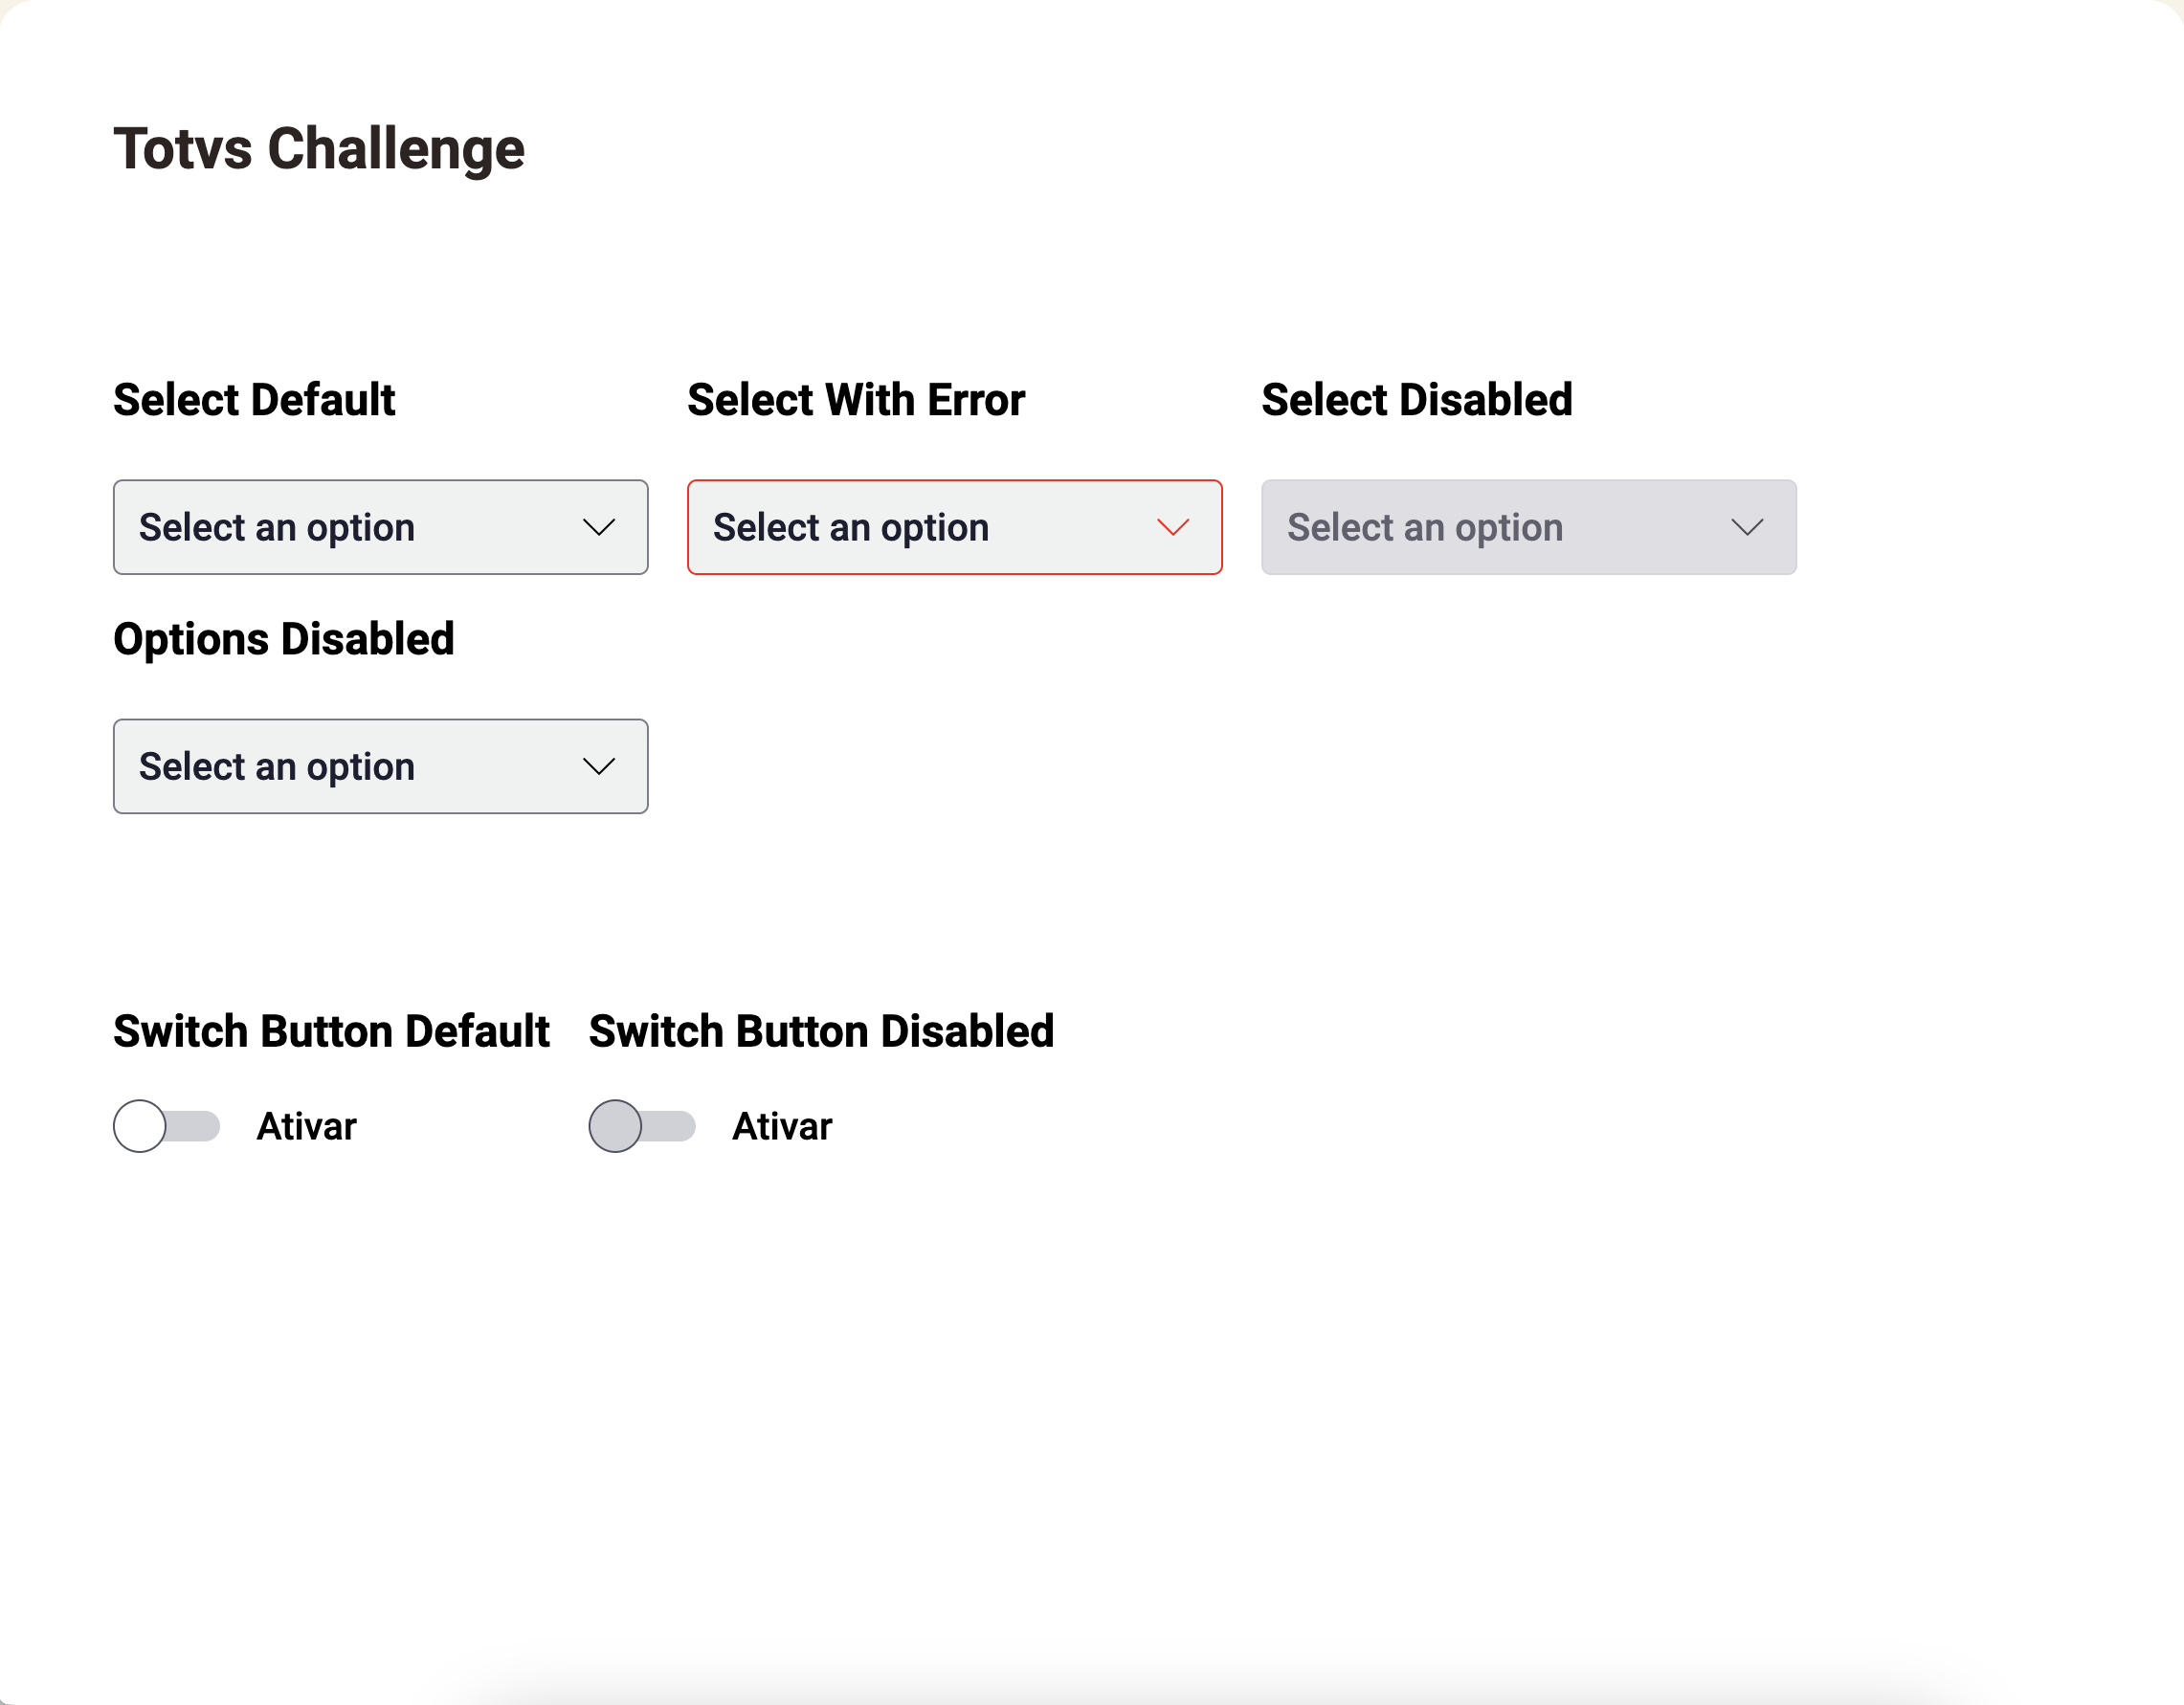 Totvs Challenge
Select Default
Select With Error
Select Disabled
Select an option
Select an option
Select an option
Options Disabled
Select an option
Switch Button Default
Switch Button Disabled
Ativar
Ativar